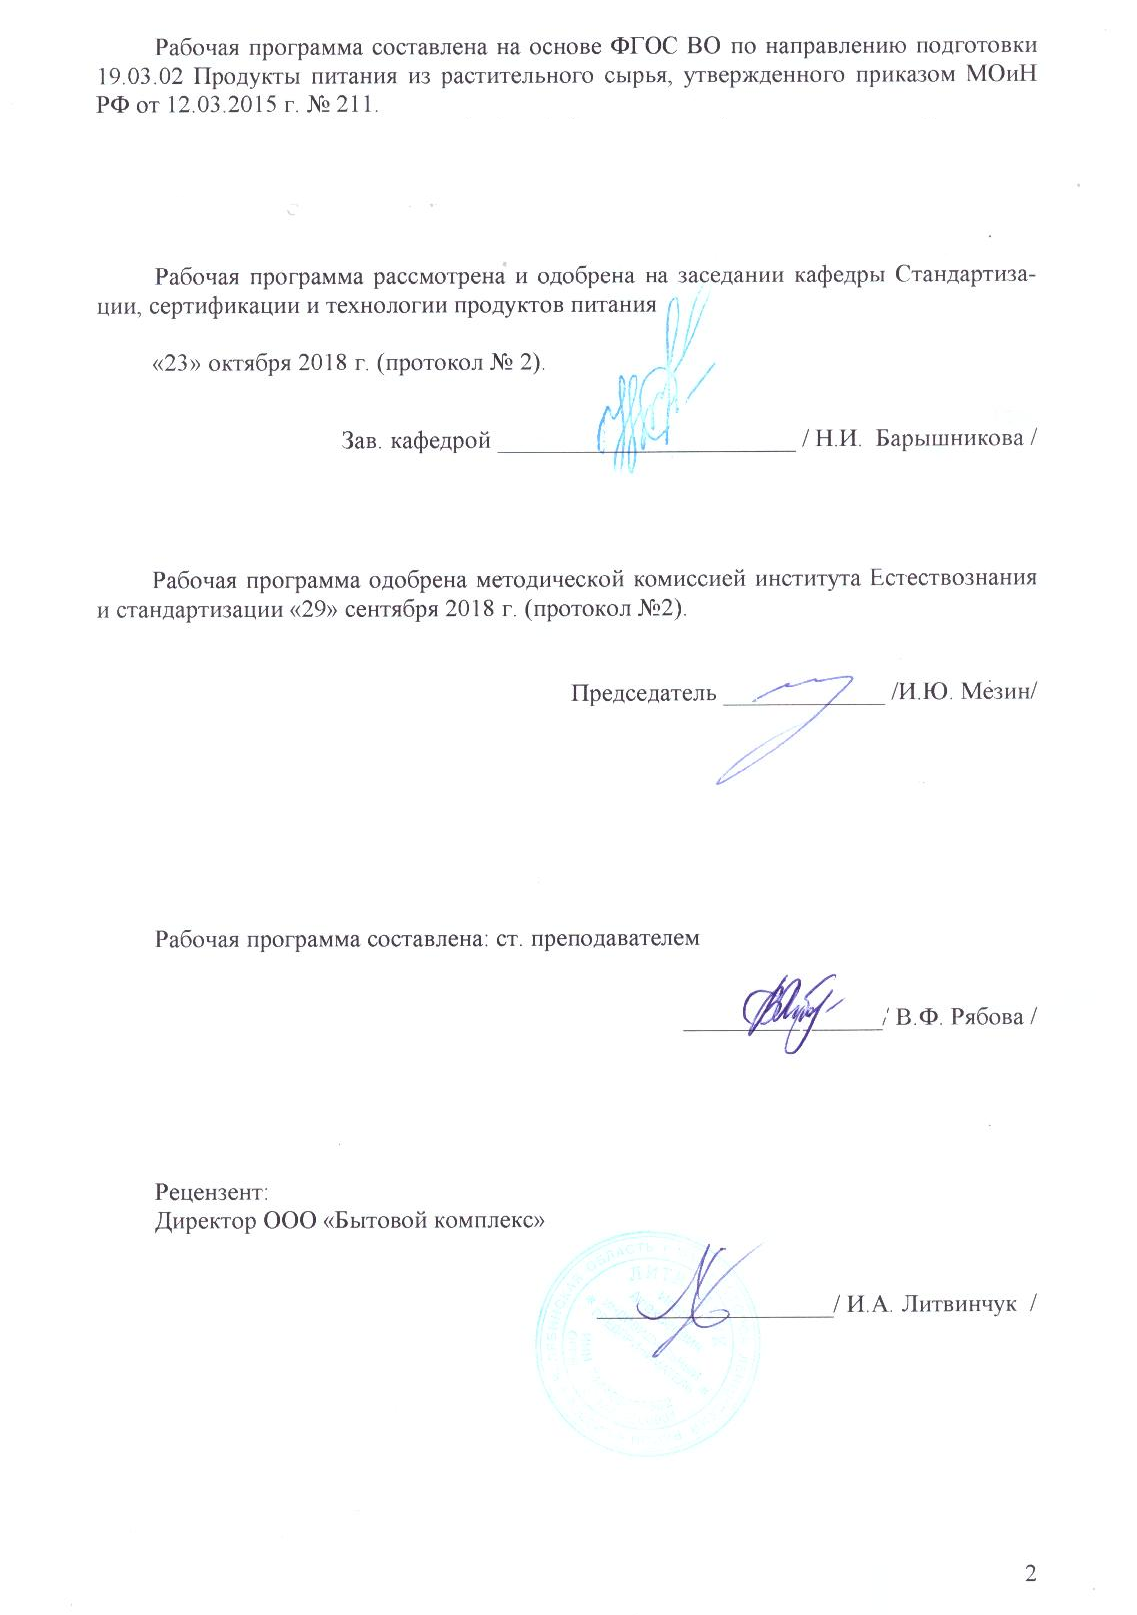 Рабочая программа составлена на основе ФГОС ВО по направлению подготовки
19.03.02 Продукты питания из растительного сырья, утвержденного приказом МОиН
РФ от 12.03.2015 г. № 211.
Рабочая программа рассмотрена и одобрена на заседании кафедры Стандартиза-
ции, сертификации и технологии продуктов питания
«23» октября 2018 г. (протокол № 2).
Зав. кафедрой / Н.И. Барышникова /
Рабочая программа одобрена методической комиссией института Естествознания
и стандартизации «29» сентября 2018 г. (протокол №2).
Председатель /И.Ю. Мезин/
Рабочая программа составлена: ст. преподавателем
/ В.Ф. Рябова /
Рецензент:
Директор ООО «Бытовой комплекс»
/ И.А. Литвинчук /
2